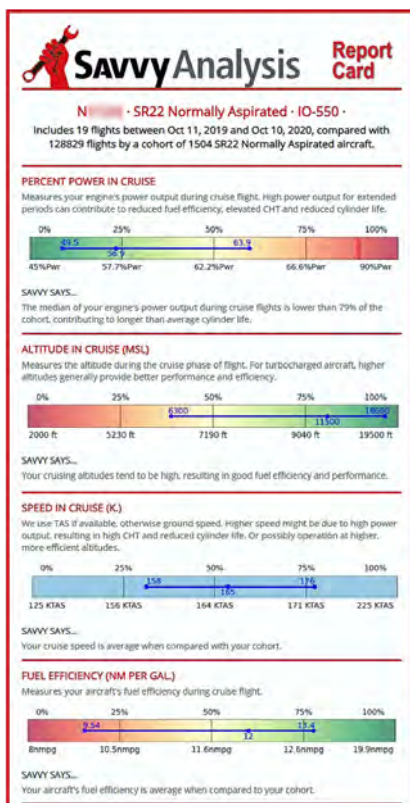 SAVVY Analysis Report
Card
N · SR22 Normally Aspirated · IO-550 ·
Includes 19 flights between Oct 11, 2019 and Oct 10, 2020, compared with
128829 flights by a cohort of 1504 SR22 Normally Aspirated aircraft.
PERCENT POWER IN CRUISE
Measures your engine's power output during cruise flight. High power output for extended
periods can contribute to reduced fuel efficiency, elevated CHT and reduced cylinder life.
0% 25% 50% 75% 100%
49.5 63.9
56.9
45%Pwr 57.7%Pwr 62.2%Pwr 66.6%Pwr 90%Pwr
SAVVY SAYS...
The median of your engine's power output during cruise flights is lower than 79% of the
cohort, contributing to longer than average cylinder life.
ALTITUDE IN CRUISE (MSL)
Measures the altitude during the cruise phase of flight. For turbocharged aircraft, higher
altitudes generally provide better performance and efficiency.
0% 25% 50% 75% 100%
6300 18000
11500
2000 ft 5230 ft 7190 ft 9040 ft 19500 ft
SAVVY SAYS...
Your cruising altitudes tend to be high, resulting in good fuel efficiency and performance.
SPEED IN CRUISE (K.)
We use TAS if available, otherwise ground speed. Higher speed might be due to high power
output, resulting in high CHT and reduced cylinder life. Or possibly operation at higher,
more efficient altitudes.
0% 25% 50% 75% 100%
158 176
165
125 KTAS 156 KTAS 164 KTAS 171 KTAS 225 KTAS
SAVVY SAYS...
Your cruise speed is average when compared with your cohort.
FUEL EFFICIENCY (NM PER GAL.)
Measures your aircraft's fuel efficiency during cruise flight.
0% 25% 50% 75% 100%
9.54 13.4
12
8nmpg 10.5nmpg 11.6nmpg 12.6nmpg 19.9nmpg
SAVVY SAYS...
Your aircraft's fuel efficiency is average when compared to your cohort.